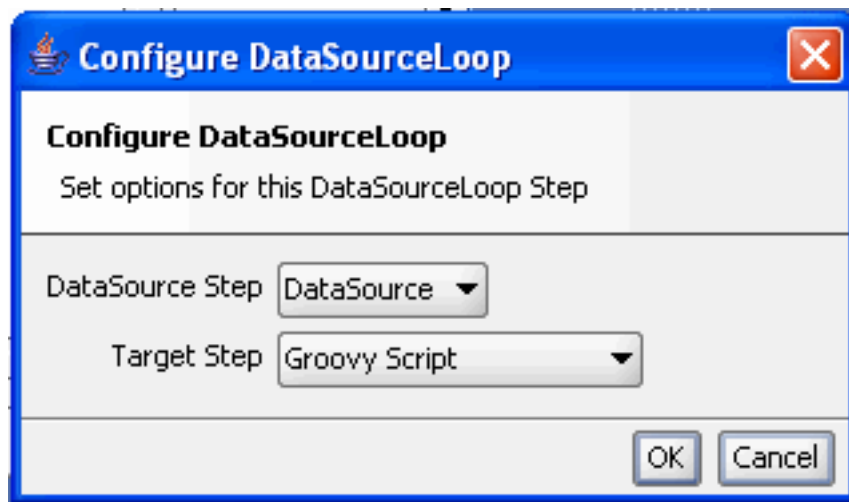 Configure DataSourceLoop
Configure DataSourceLoop
Set options for this DataSourceLoop Step
DataSource Step DataSource
Target Step Groovy Script
OK Cancel